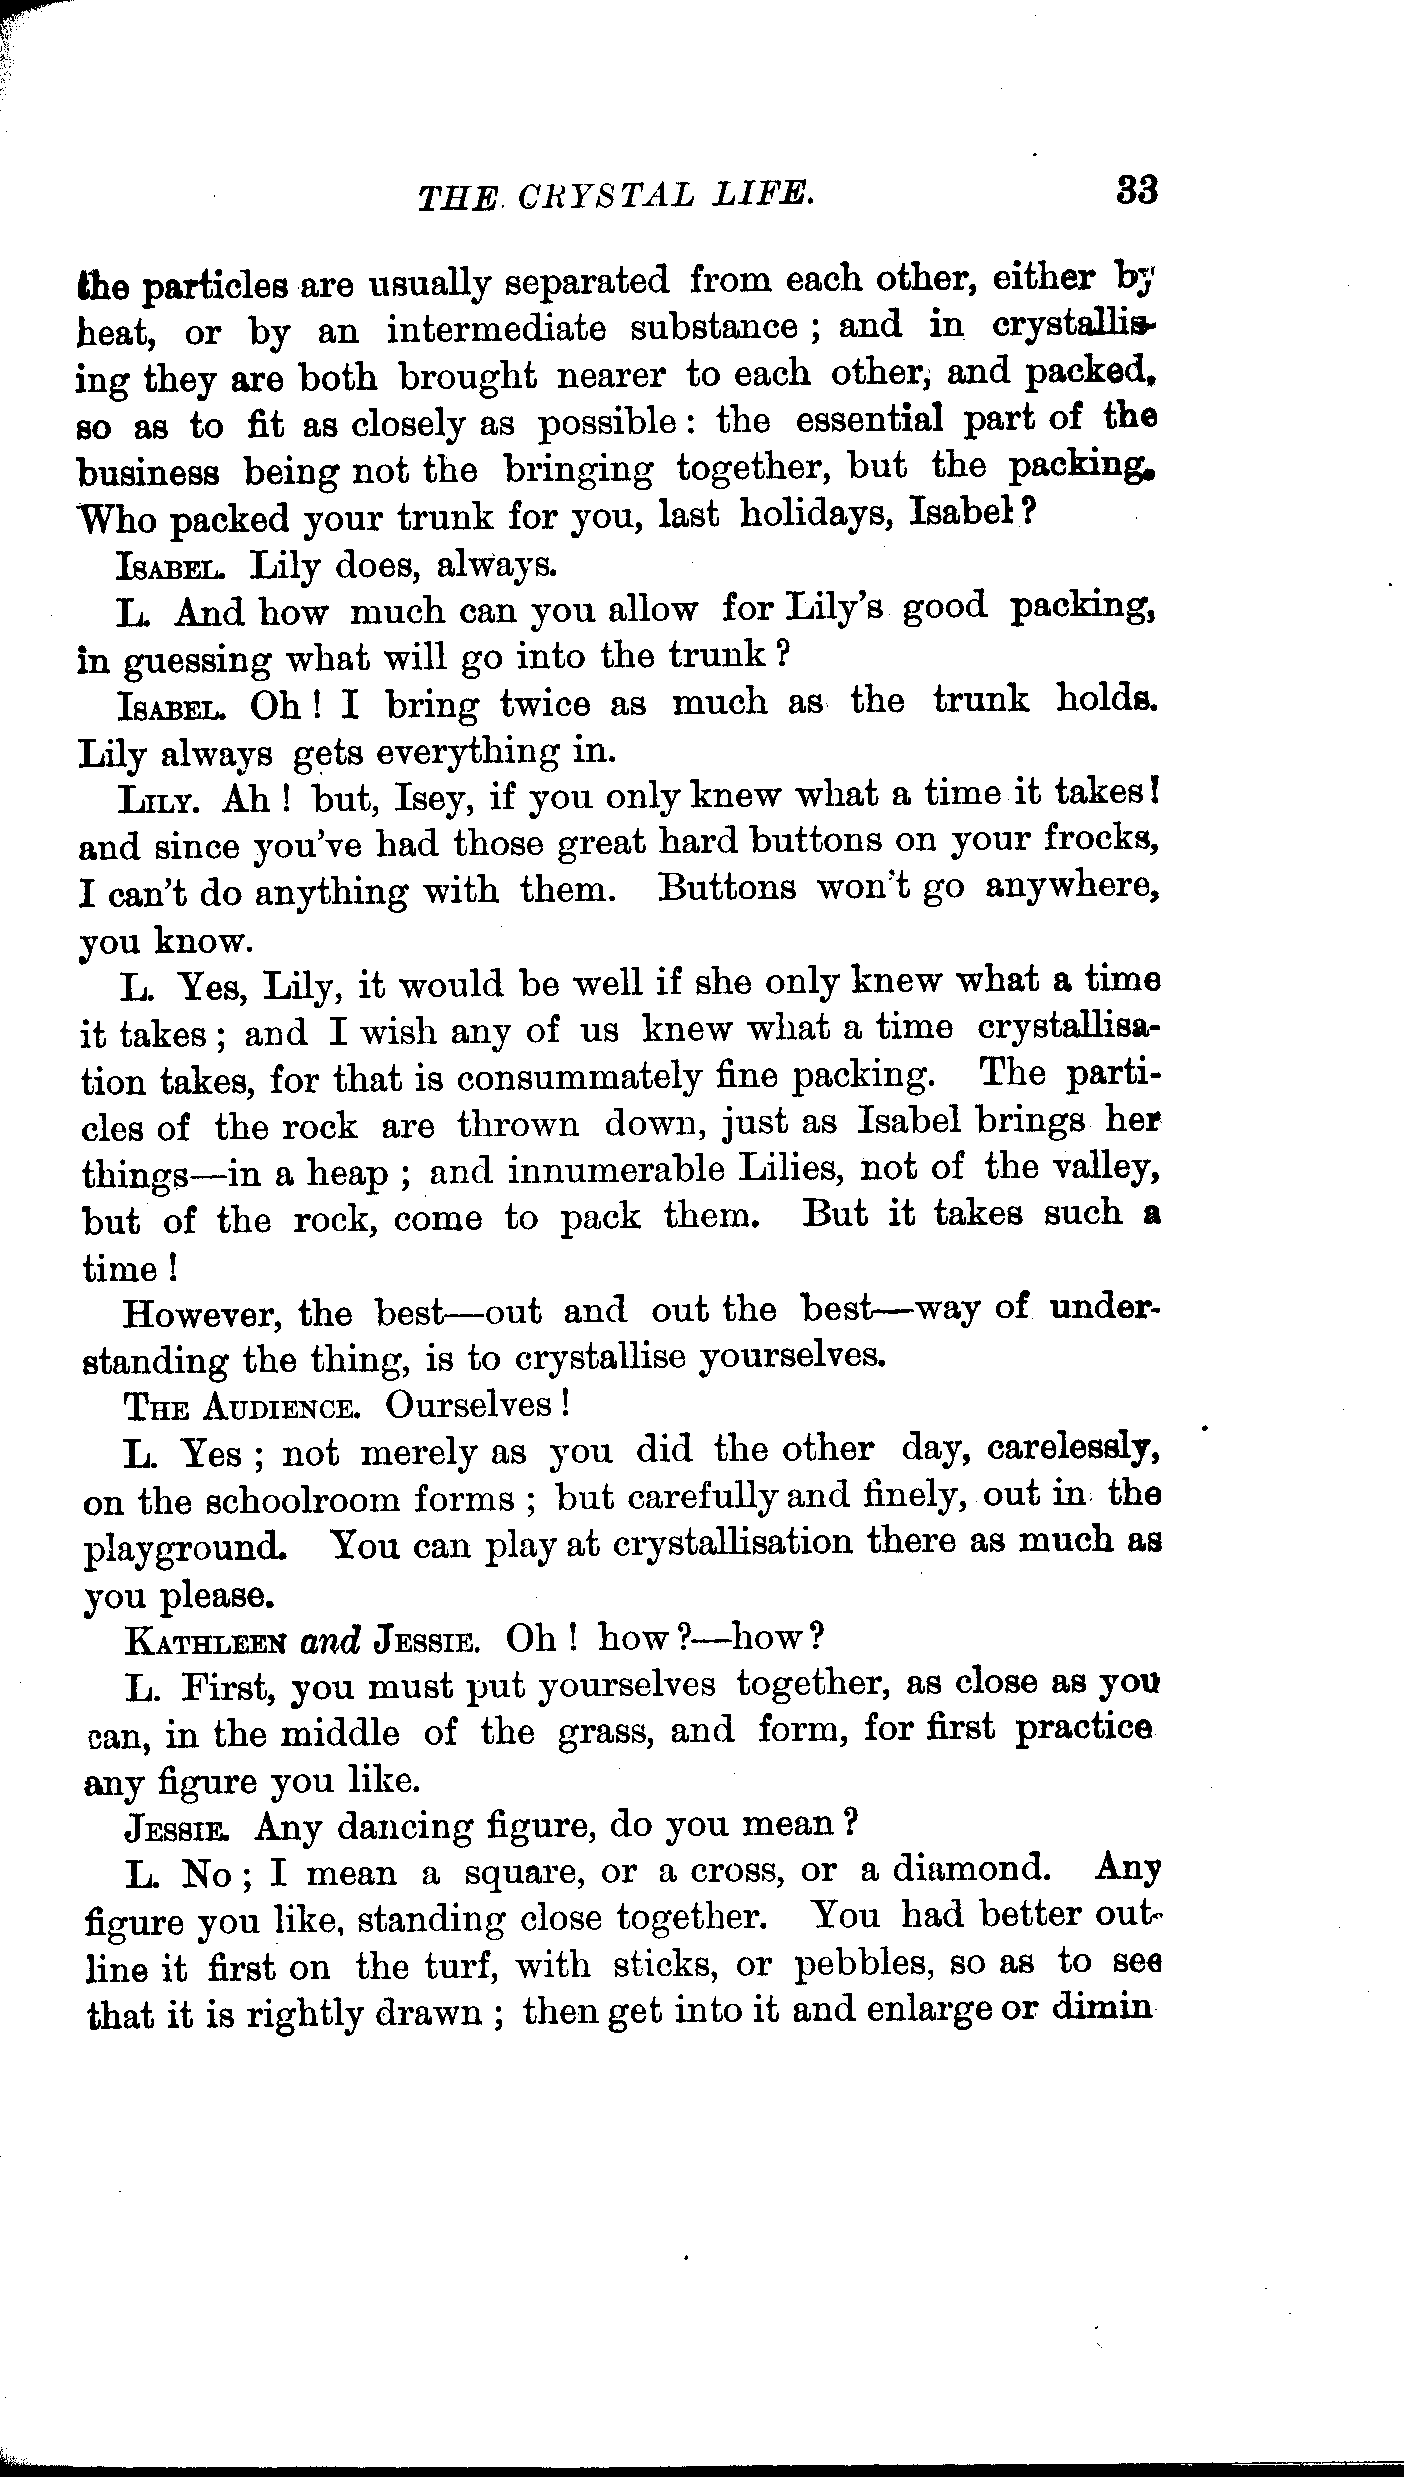 THE CRYSTAL LIFE. 33
the particles are usually separated from each other, either by
heat, or by an intermediate substance ; and in crystallis-
ing they are both brought nearer to each other, and packed,
so as to fit as closely as possible : the essential part of the
business being not the bringing together, but the packing.
Who packed your trunk for you, last holidays, Isabel ?
ISABEL. Lily does, always.
L. And how much can you allow for Lily's good packing,
in guessing what will go into the trunk ?
ISABEL. Oh ! I bring twice as much as the trunk holds.
Lily always gets everything in.
LILY. Ah ! but, Isey, if you only knew what a time it takes !
and since you've had those great hard buttons on your frocks,
I can't do anything with them. Buttons won't go anywhere,
you know.
L. Yes, Lily, it would be well if she only knew what a time
it takes ; and I wish any of us knew what a time crystallisa-
tion takes, for that is consummately fine packing. The parti-
cles of the rock are thrown down, just as Isabel brings her
things—in a heap ; and innumerable Lilies, not of the valley,
but of the rock, come to pack them. But it takes such a
time !
However, the best—out and out the best—way of under-
standing the thing, is to crystallise yourselves.
THE AUDIENCE. Ourselves !
L. Yes ; not merely as you did the other day, carelessly,
on the schoolroom forms ; but carefully and finely, out in the
playground. You can play at crystallisation there as much as
you please.
KATHLEEN and JESSIE. Oh ! how ?—how ?
L. First, you must put yourselves together, as close as you
can, in the middle of the grass, and form, for first practice
any figure you like.
JESSIE. Any dancing figure, do you mean ?
L. No ; I mean a square, or a cross, or a diamond. Any
figure you like, standing close together. You had better out-
line it first on the turf, with sticks, or pebbles, so as to see
that it is rightly drawn ; then get into it and enlarge or dimin